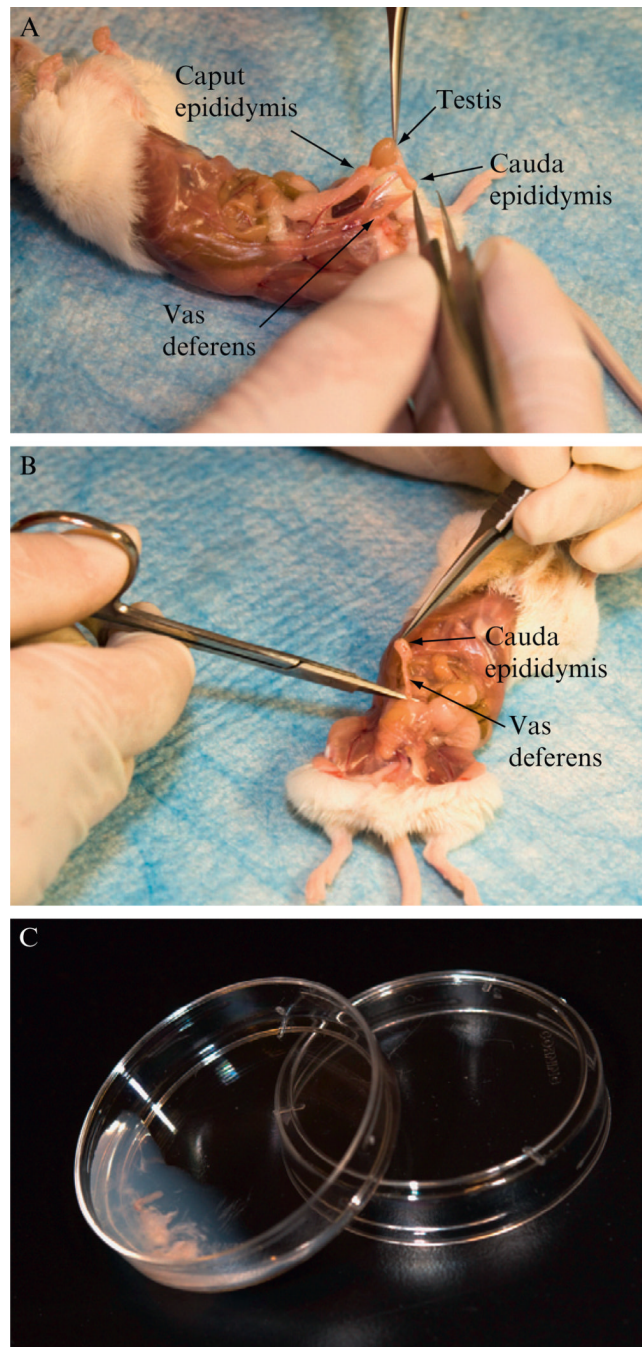 A
Caput
epididymis
Testis
Cauda
epididymis
Vas
deferens
B
Cauda
epididymis
Vas
deferens
C